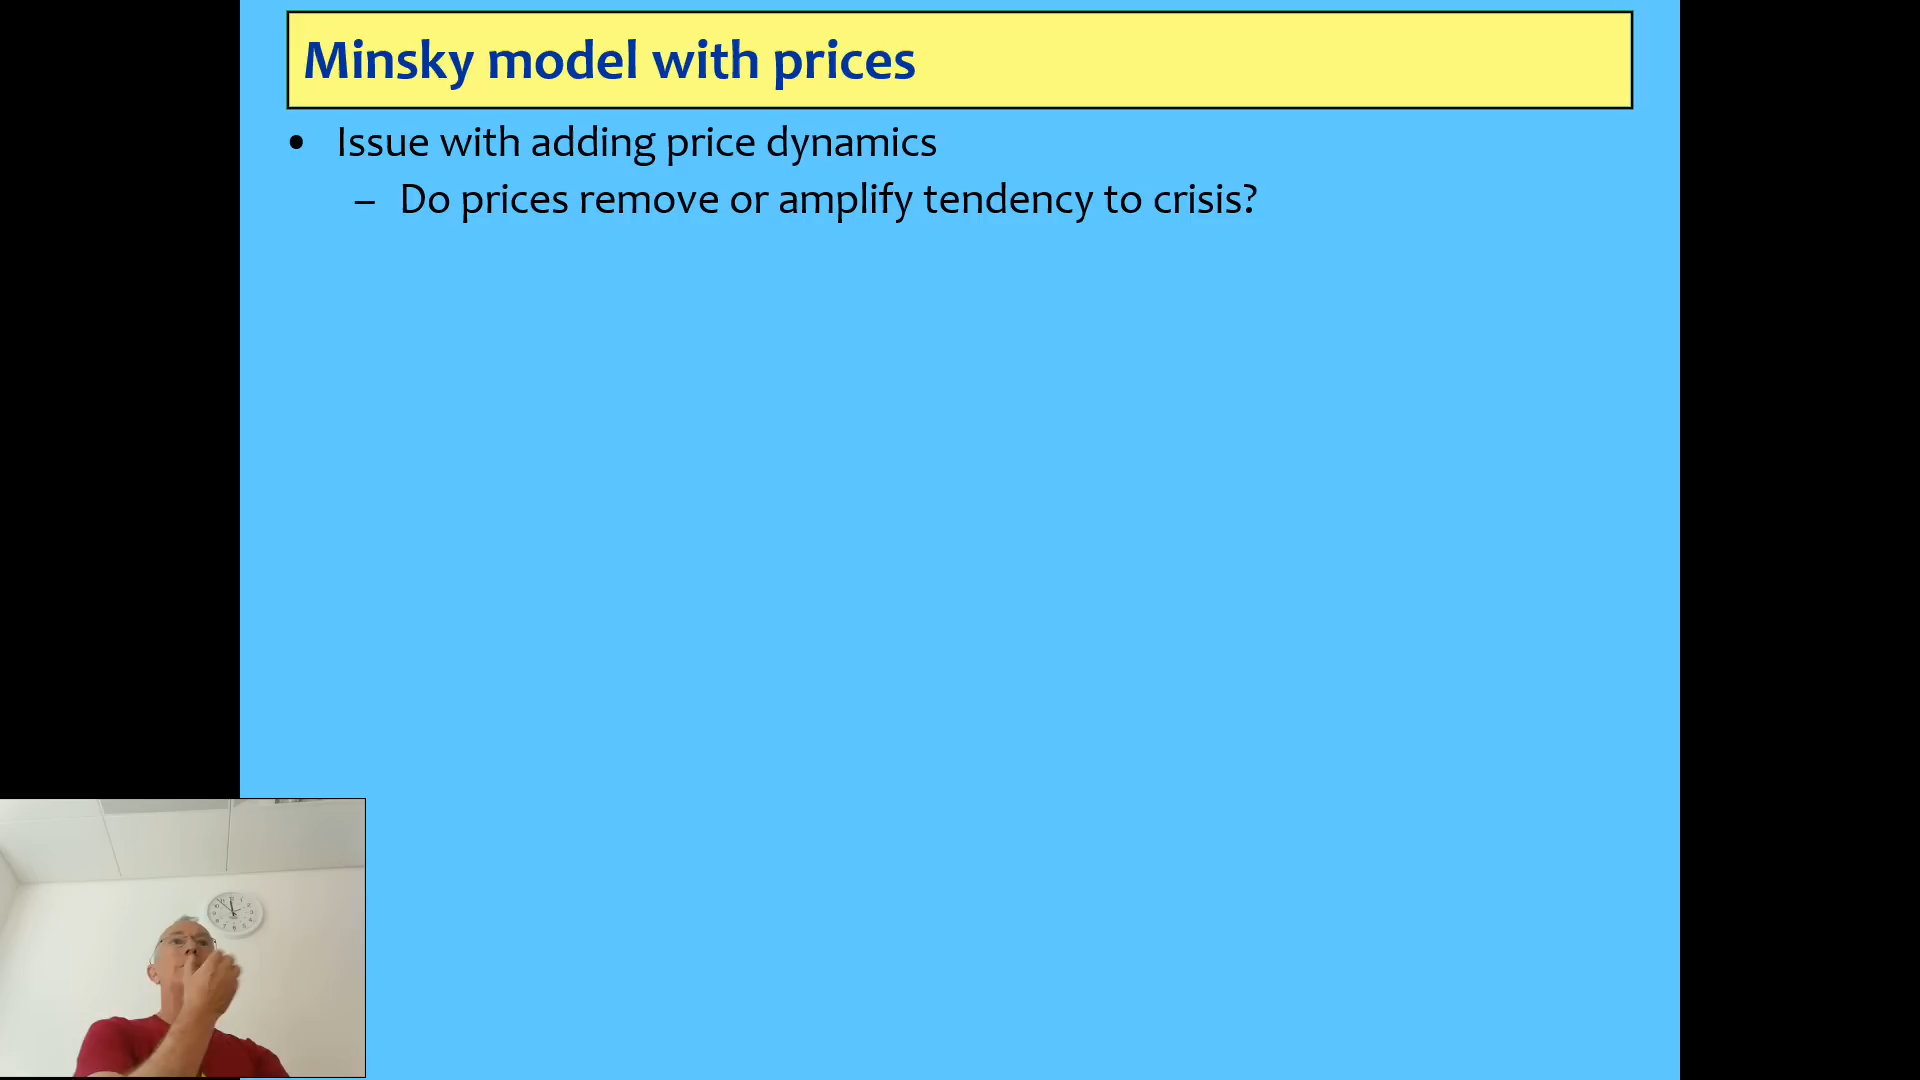 Minsky model with prices
• Issue with adding price dynamics
– Do prices remove or amplify tendency to crisis?